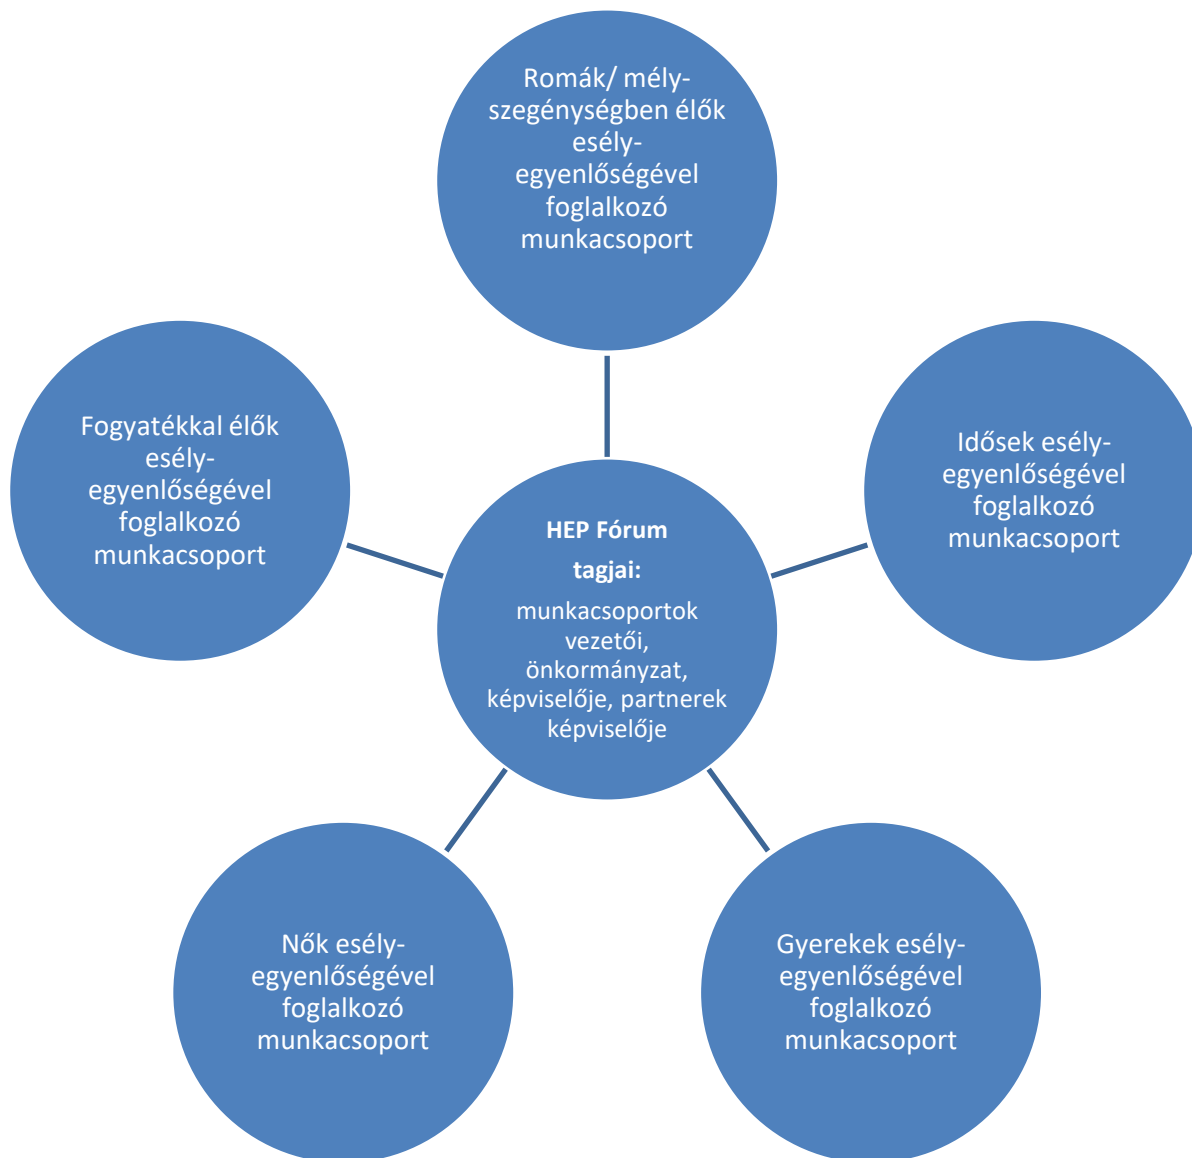 Romák/ mély-
szegénységben élők
esély-
egyenlőségével
foglalkozó
munkacsoport
Fogyatékkal élők
esély-
egyenlőségével
foglalkozó
munkacsoport
Idősek esély-
egyenlőségével
foglalkozó
munkacsoport
HEP Fórum
tagjai:
munkacsoportok
vezetői,
önkormányzat,
képviselője, partnerek
képviselője
Nők esély-
egyenlőségével
foglalkozó
munkacsoport
Gyerekek esély-
egyenlőségével
foglalkozó
munkacsoport